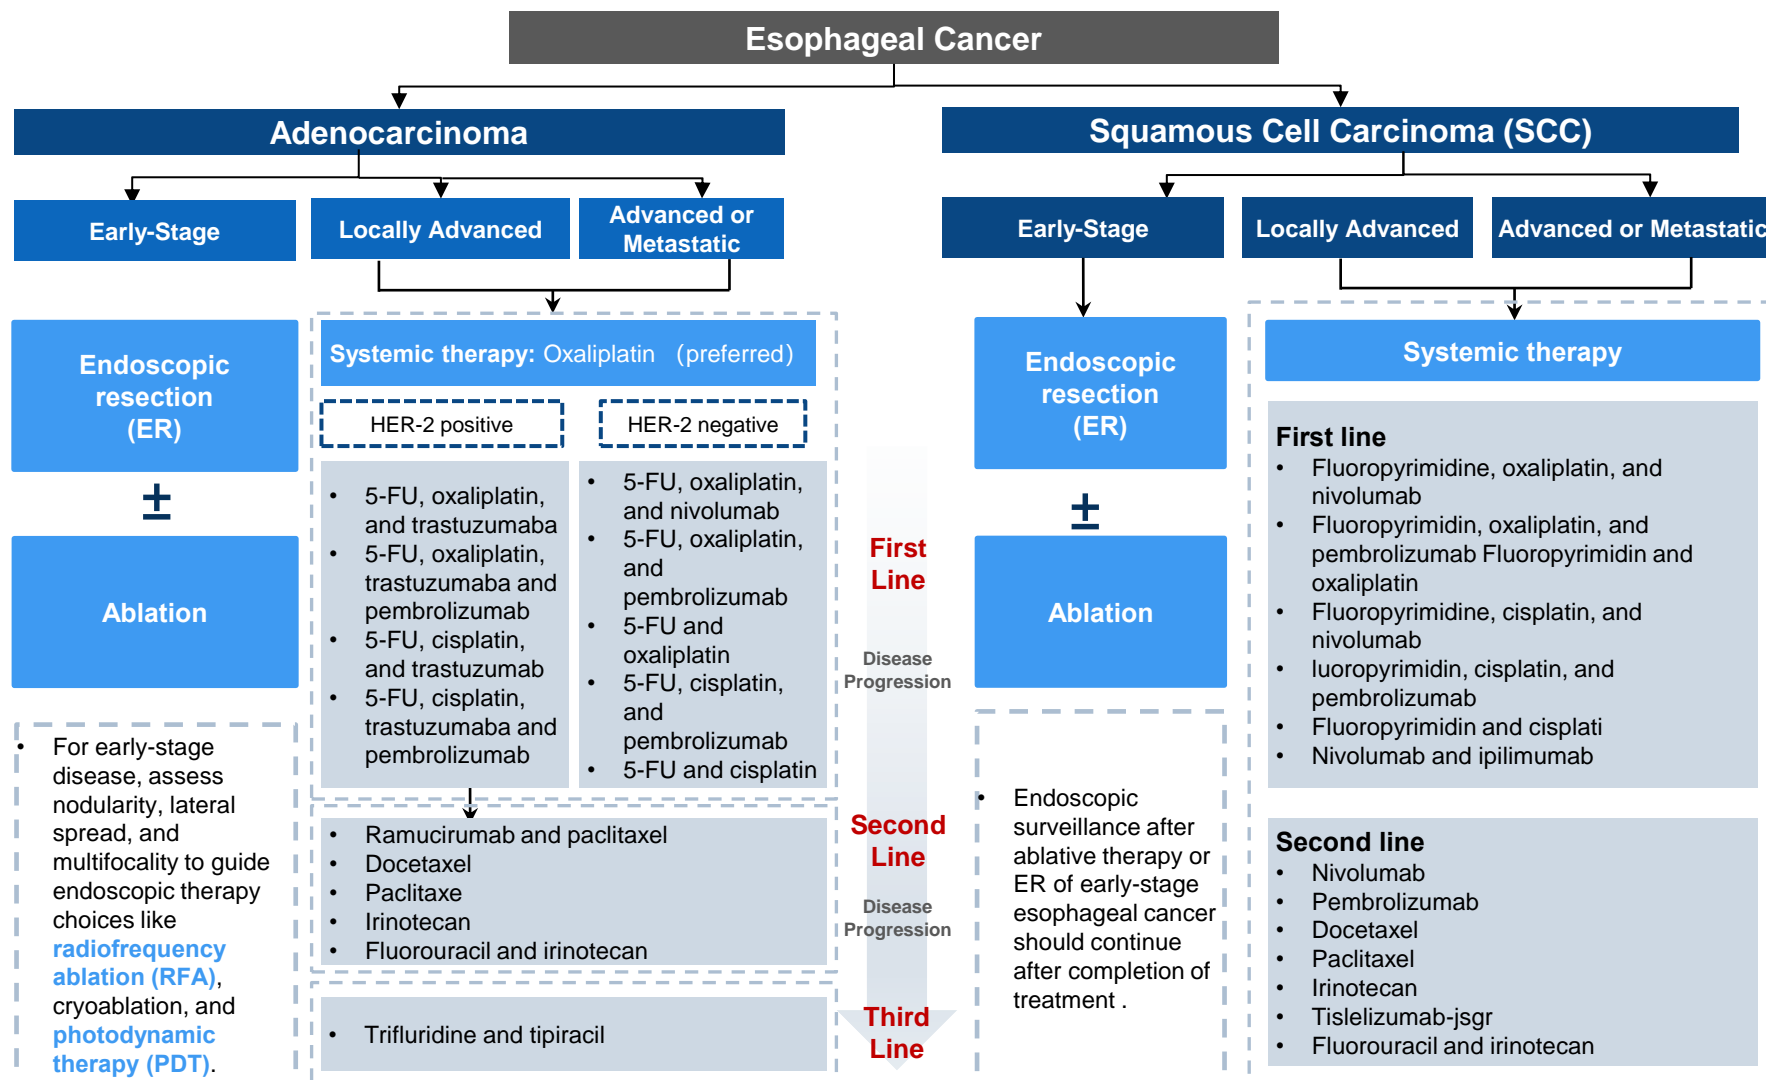 Esophageal Cancer
Adenocarcinoma
Early-Stage
Locally Advanced
Advanced or
Metastatic
Endoscopic
resection
(ER)
±
Ablation
• For early-stage
disease, assess
nodularity, lateral
spread, and
multifocality to guide
endoscopic therapy
choices like
radiofrequency
ablation (RFA),
cryoablation, and
photodynamic
therapy (PDT).
Systemic therapy: Oxaliplatin (preferred)
HER-2 positive
• 5-FU, oxaliplatin,
and trastuzumaba
• 5-FU, oxaliplatin,
trastuzumaba and
pembrolizumab
• 5-FU, cisplatin,
and trastuzumab
• 5-FU, cisplatin,
trastuzumaba and
pembrolizumab
HER-2 negative
• 5-FU, oxaliplatin,
and nivolumab
• 5-FU, oxaliplatin,
and
pembrolizumab
• 5-FU and
oxaliplatin
• 5-FU, cisplatin,
and
pembrolizumab
• 5-FU and cisplatin
• Ramucirumab and paclitaxel
• Docetaxel
• Paclitaxe
• Irinotecan
• Fluorouracil and irinotecan
• Trifluridine and tipiracil
First
Line
Disease
Progression
Second
Line
Disease
Progression
Third
Line
Squamous Cell Carcinoma (SCC)
Early-Stage
Locally Advanced
Advanced or Metastatic
Endoscopic
resection
(ER)
±
Ablation
• Endoscopic
surveillance after
ablative therapy or
ER of early-stage
esophageal cancer
should continue
after completion of
treatment .
Systemic therapy
First line
• Fluoropyrimidine, oxaliplatin, and
nivolumab
• Fluoropyrimidin, oxaliplatin, and
pembrolizumab Fluoropyrimidin and
oxaliplatin
• Fluoropyrimidine, cisplatin, and
nivolumab
• luoropyrimidin, cisplatin, and
pembrolizumab
• Fluoropyrimidin and cisplati
• Nivolumab and ipilimumab
Second line
• Nivolumab
• Pembrolizumab
• Docetaxel
• Paclitaxel
• Irinotecan
• Tislelizumab-jsgr
• Fluorouracil and irinotecan